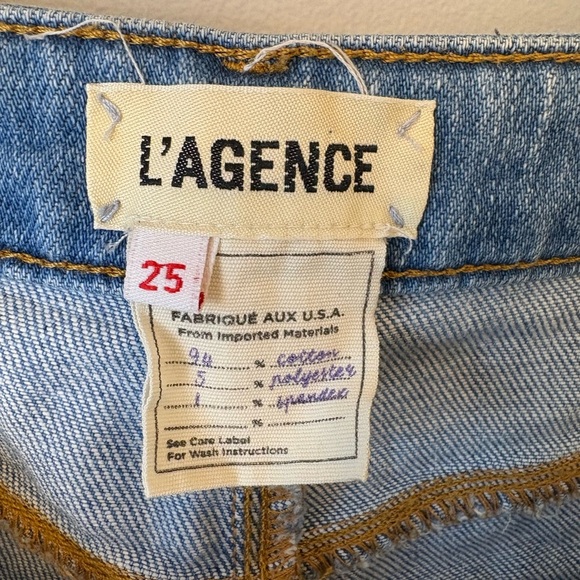 L'AGENCE
25
FABRIQUÉ AUX U.S.A.
From Imported Materials
94 % cotton
5 % polyester
1 % spandex
%
See Care Label
For Wash Instructions